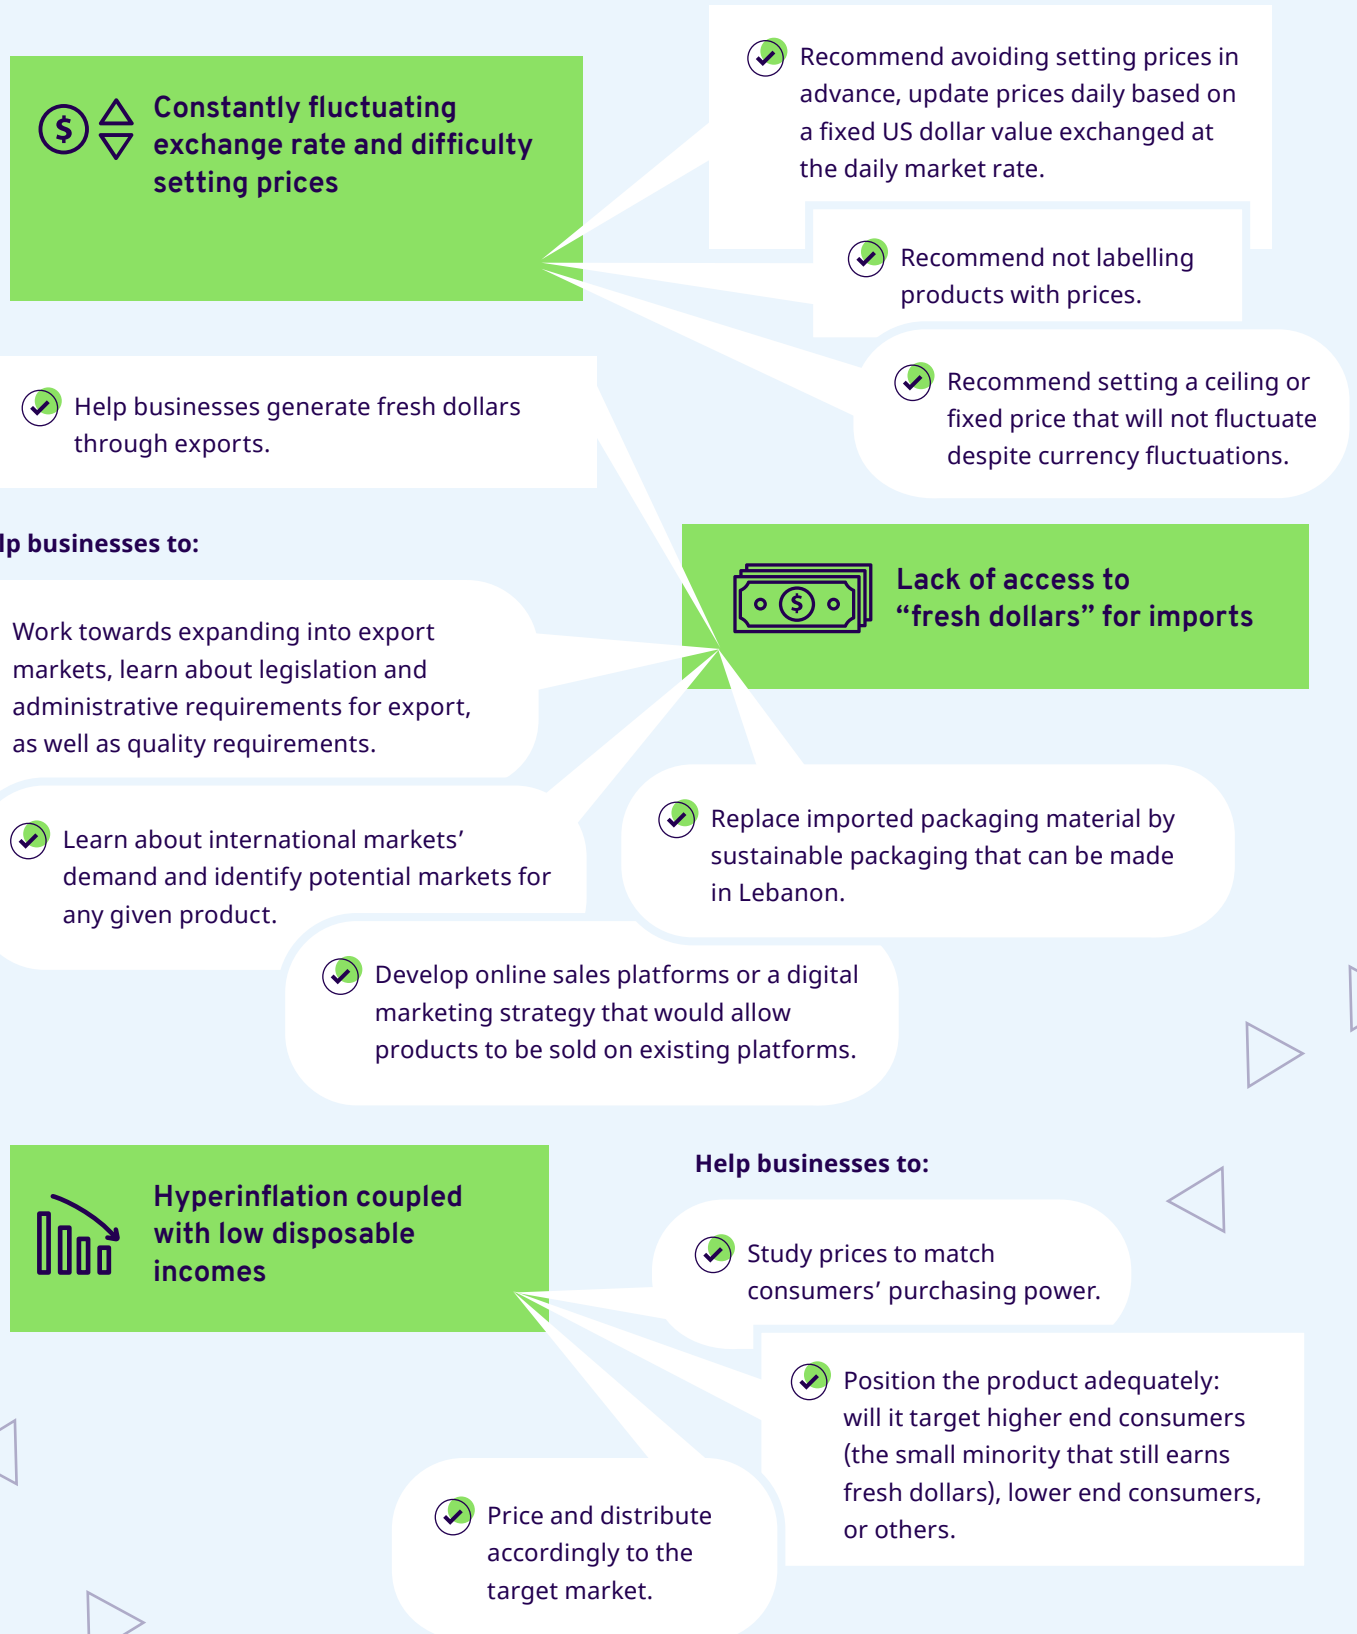 Constantly fluctuating
exchange rate and difficulty
setting prices
Recommend avoiding setting prices in
advance, update prices daily based on
a fixed US dollar value exchanged at
the daily market rate.
Recommend not labelling
products with prices.
Recommend setting a ceiling or
fixed price that will not fluctuate
despite currency fluctuations.
Help businesses generate fresh dollars
through exports.
lp businesses to:
Lack of access to
“fresh dollars” for imports
Work towards expanding into export
markets, learn about legislation and
administrative requirements for export,
as well as quality requirements.
Learn about international markets’
demand and identify potential markets for
any given product.
Replace imported packaging material by
sustainable packaging that can be made
in Lebanon.
Develop online sales platforms or a digital
marketing strategy that would allow
products to be sold on existing platforms.
Hyperinflation coupled
with low disposable
incomes
Help businesses to:
Study prices to match
consumers’ purchasing power.
Position the product adequately:
will it target higher end consumers
(the small minority that still earns
fresh dollars), lower end consumers,
or others.
Price and distribute
accordingly to the
target market.